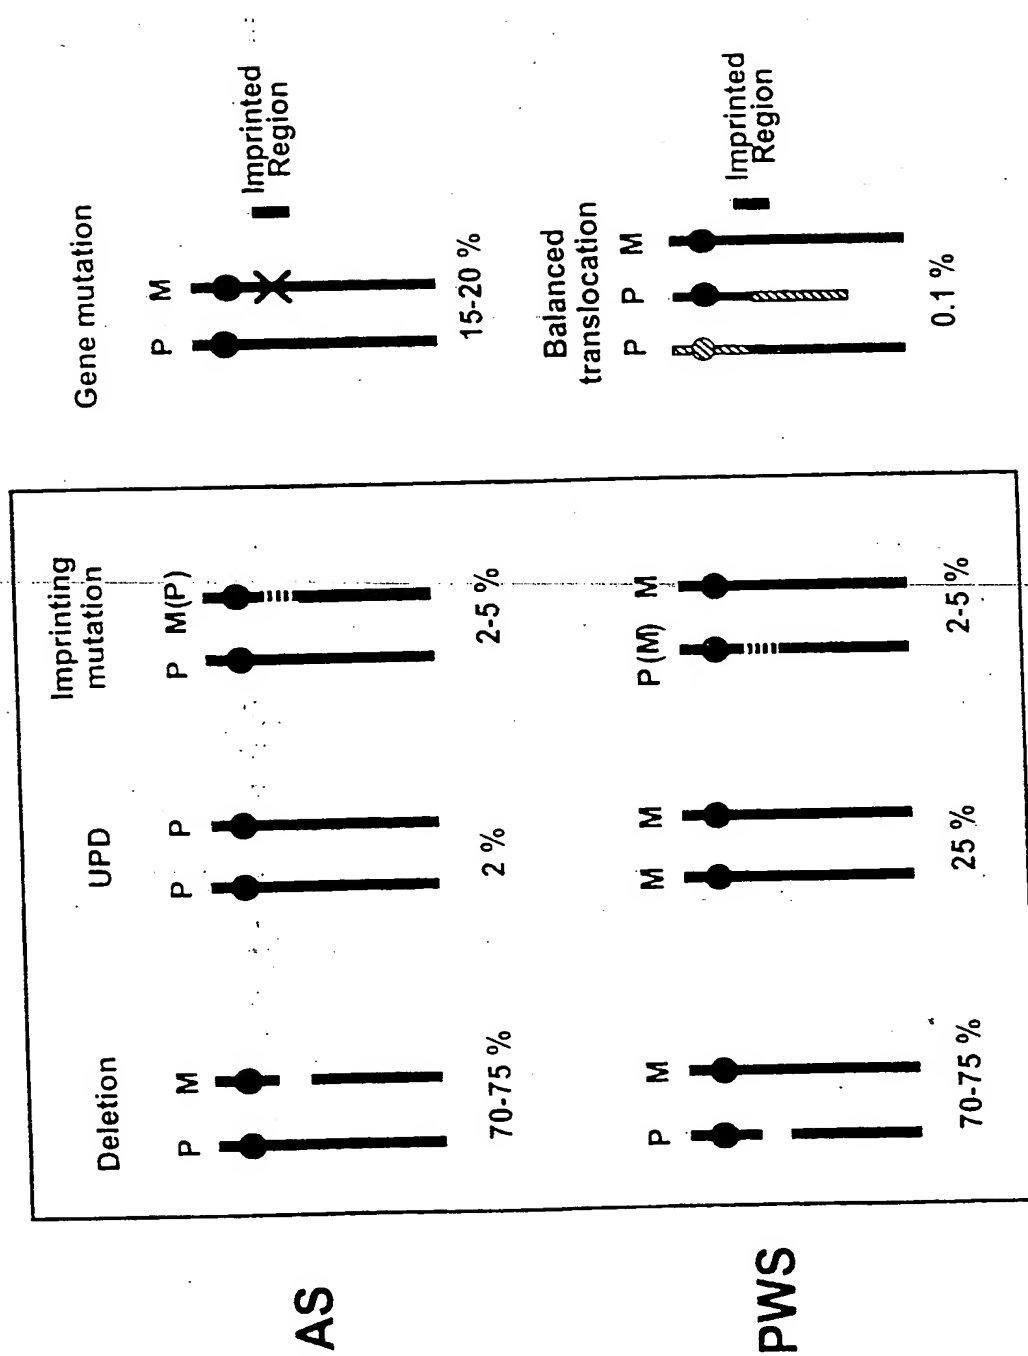 Deletion
UPD
Imprinting
mutation
Gene mutation
AS
P M
P P
P M(P)
P M
Imprinted
Region
70-75 %
2 %
2-5 %
15-20 %
Balanced
translocation
PWS
P M
M M
P(M) M
P P M
Imprinted
Region
70-75 %
25 %
2-5 %
0.1 %